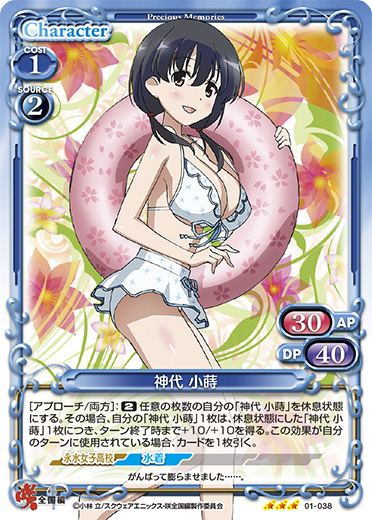 Precious Memories
Character
COST
1
SOURCE
2
30 AP
DP 40
神代 小蒔
[アプローチ/両方]:2 任意の枚数の自分の「神代 小蒔」を休息状態
にする。その場合、自分の「神代 小蒔」1枚は、休息状態にした「神代 小
蒔」1枚につき、ターン終了時まで+10/+10を得る。この効果が自分
のターンに使用されている場合、カードを1枚引く。
永水女子高校 水着
がんばって膨らませました……。
咲 全国編
©小林 立/スクウェアエニックス・咲全国編製作委員会
01-038